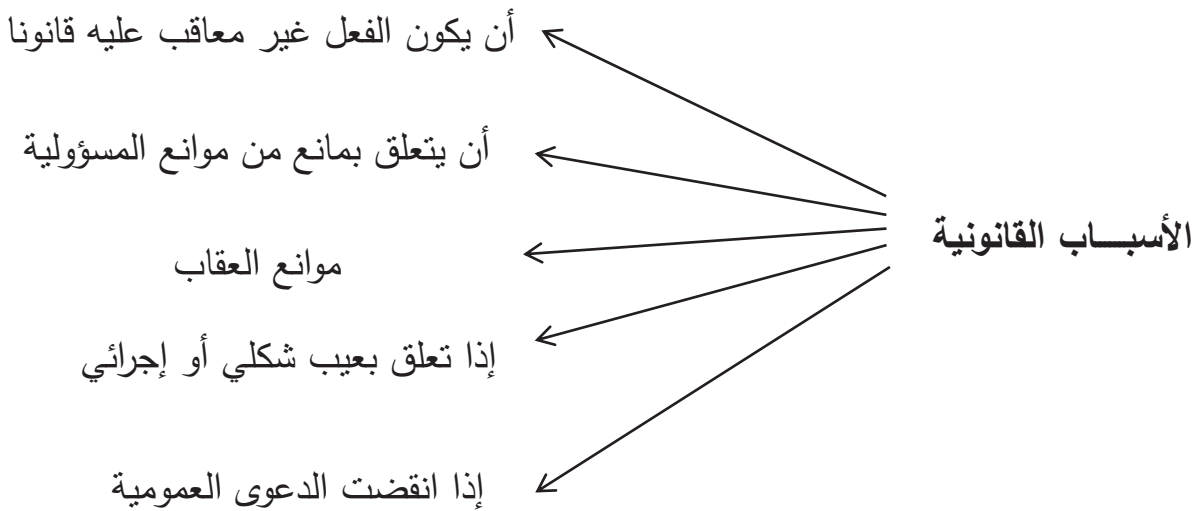 الأسبـــاب القانونية
أن يكون الفعل غير معاقب عليه قانونا
أن يتعلق بمانع من موانع المسؤولية
موانع العقاب
إذا تعلق بعيب شكلي أو إجرائي
إذا انقضت الدعوى العمومية